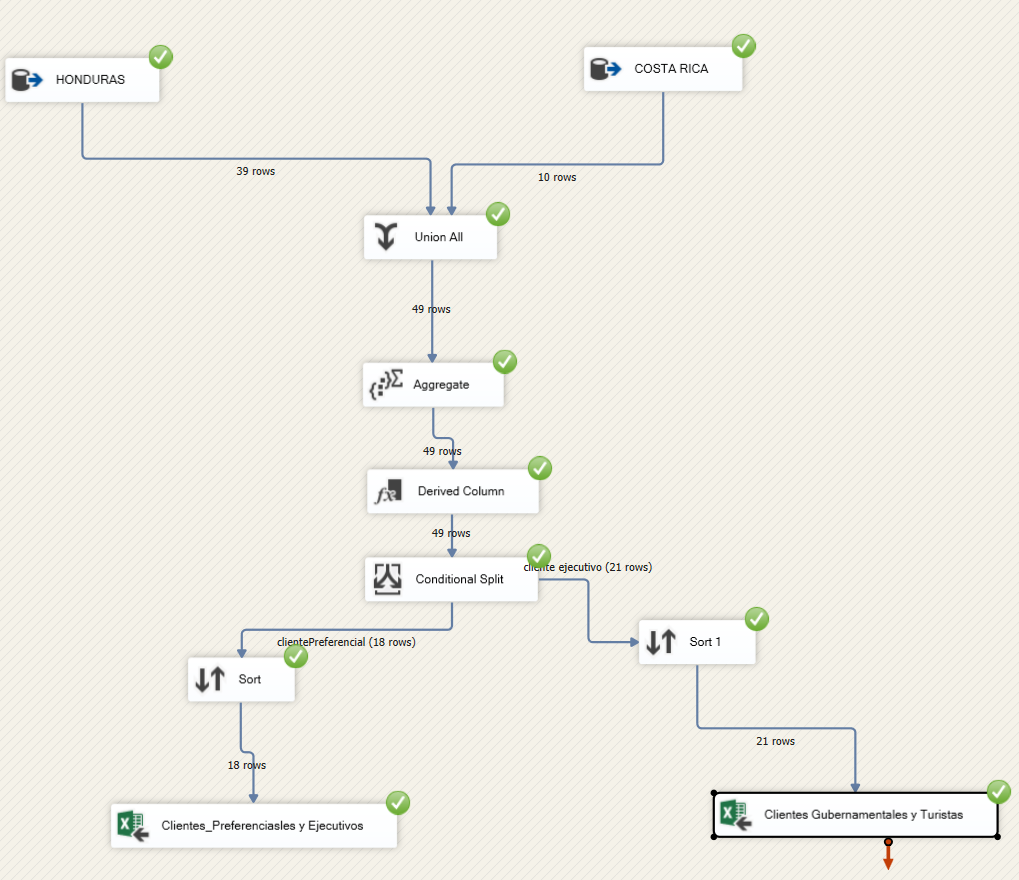 HONDURAS
COSTA RICA
39 rows
10 rows
Union All
49 rows
Aggregate
49 rows
Derived Column
49 rows
Conditional Split
cliente ejecutivo (21 rows)
clientePreferencial (18 rows)
Sort 1
Sort
21 rows
18 rows
Clientes Gubernamentales y Turistas
Clientes_Preferenciasles y Ejecutivos